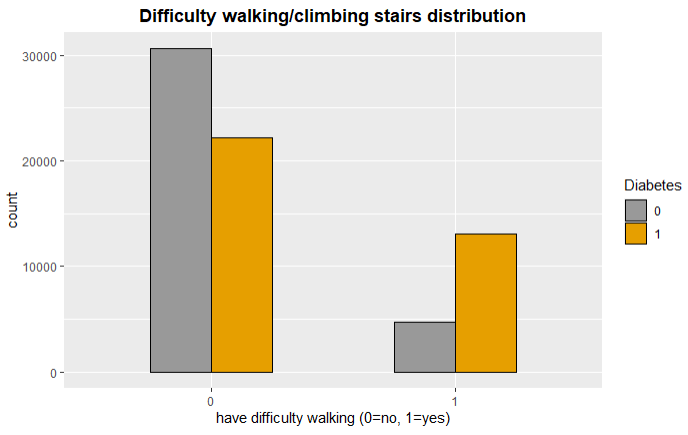 Difficulty walking/climbing stairs distribution
30000
20000
10000
0
count
0
1
have difficulty walking (0=no, 1=yes)
Diabetes
0
1